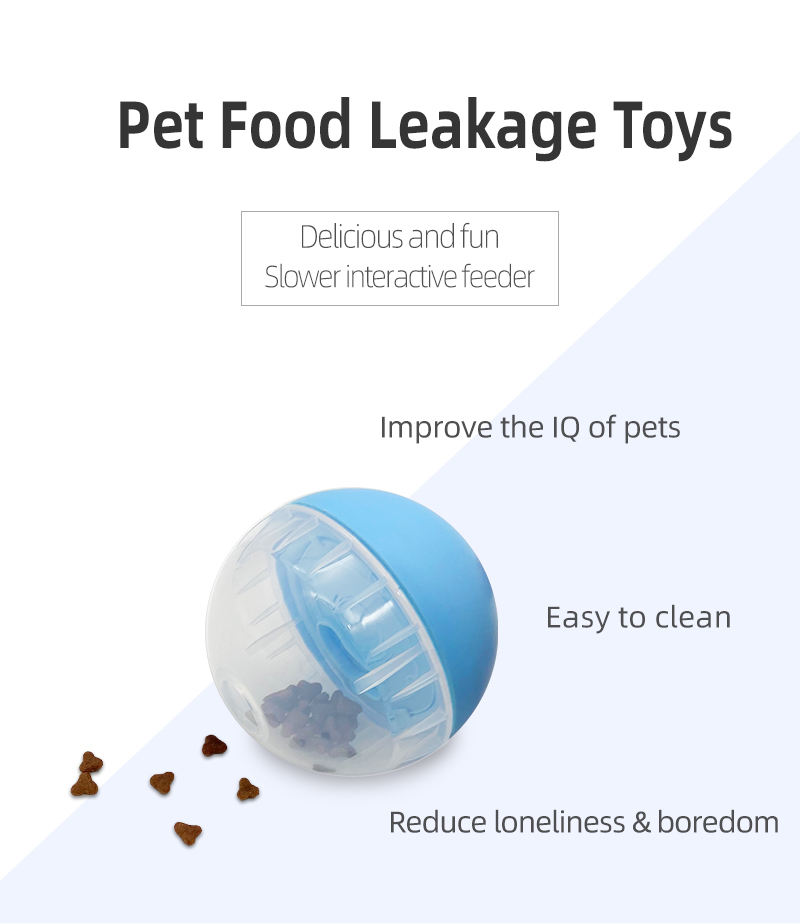 Pet Food Leakage Toys
Delicious and fun
Slower interactive feeder
Improve the IQ of pets
Easy to clean
Reduce loneliness & boredom